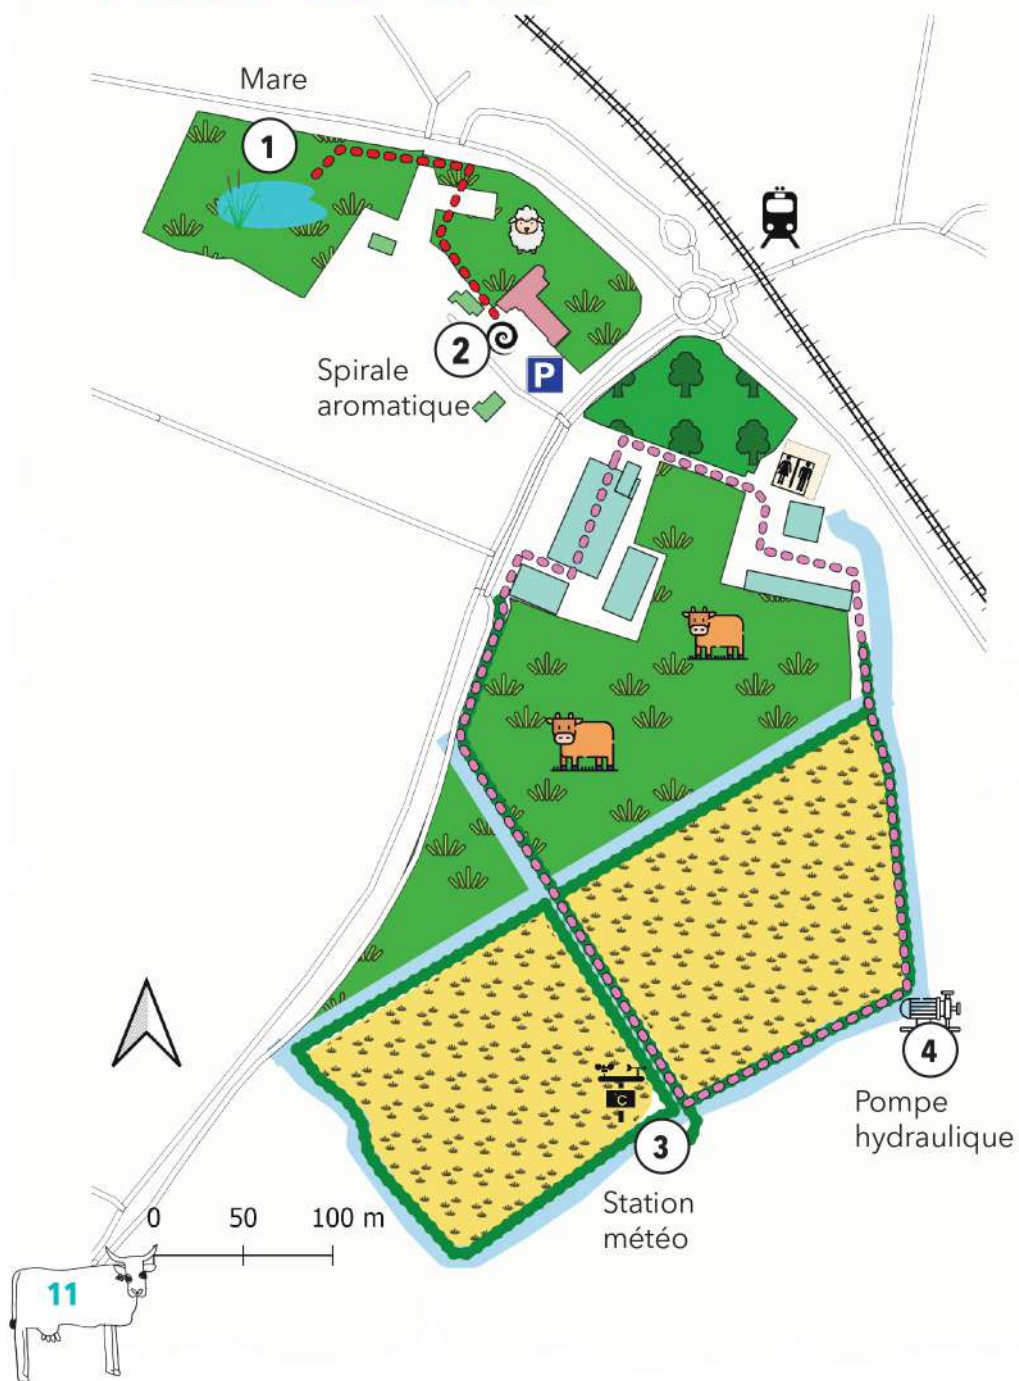 Mare
1
2
Spirale
aromatique
P
°C
3
Station
météo
4
Pompe
hydraulique
0 50 100 m
11